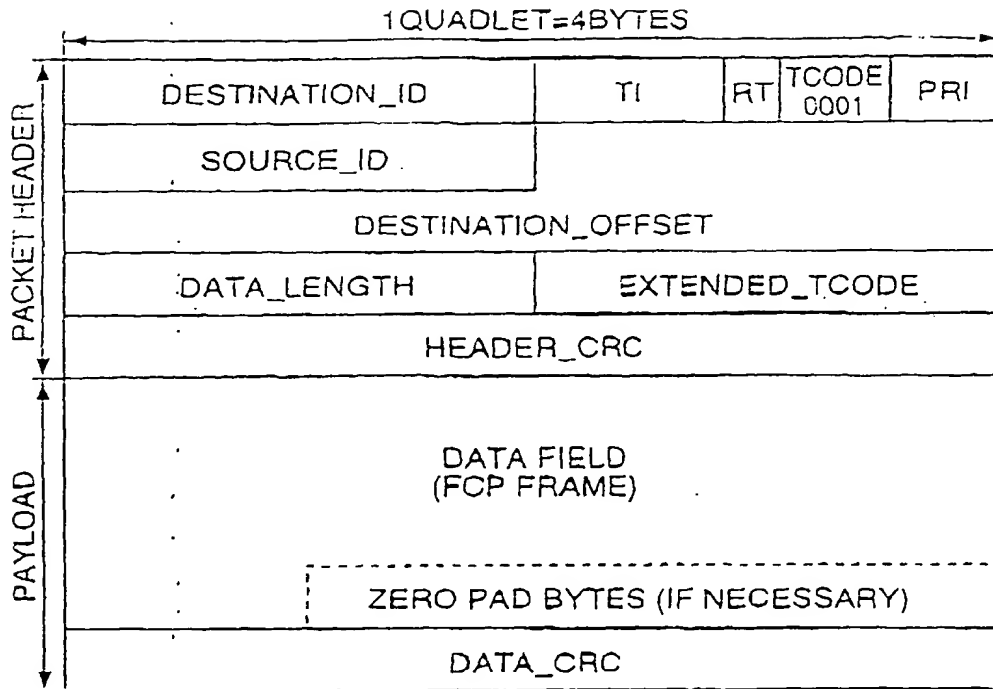 1QUADLET=4BYTES
DESTINATION_ID TI RT TCODE PRI
0001
SOURCE_ID
DESTINATION_OFFSET
DATA_LENGTH EXTENDED_TCODE
HEADER_CRC
PACKET HEADER
DATA FIELD
(FCP FRAME)
ZERO PAD BYTES (IF NECESSARY)
DATA_CRC
PAYLOAD